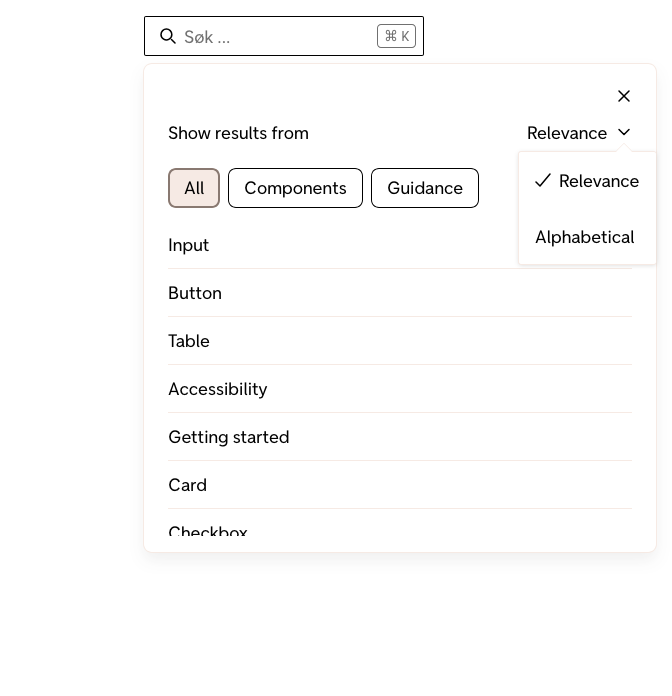 Søk ...
⌘ K
Show results from
Relevance
Relevance
Alphabetical
All
Components
Guidance
Input
Button
Table
Accessibility
Getting started
Card
Checkbox